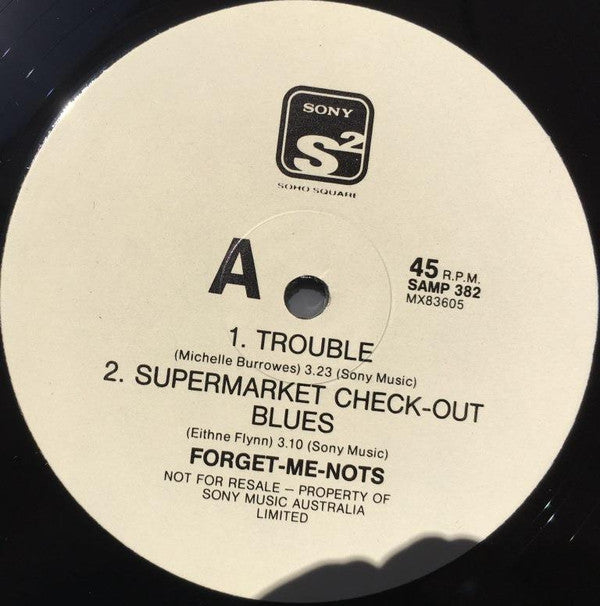 SONY
S2
SOHO SQUARE
A
45 R.P.M.
SAMP 382
MX83605
1. TROUBLE
(Michelle Burrowes) 3.23 (Sony Music)
2. SUPERMARKET CHECK-OUT
BLUES
(Eithne Flynn) 3.10 (Sony Music)
FORGET-ME-NOTS
NOT FOR RESALE – PROPERTY OF
SONY MUSIC AUSTRALIA
LIMITED